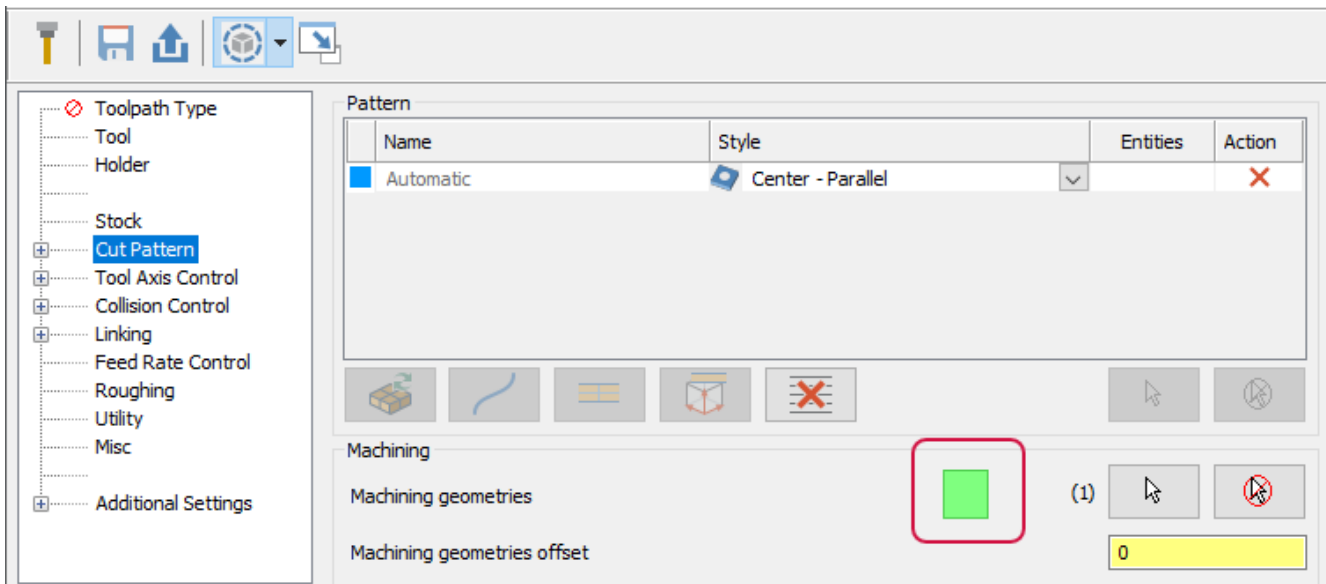 Toolpath Type
Tool
Holder
Stock
Cut Pattern
Tool Axis Control
Collision Control
Linking
Feed Rate Control
Roughing
Utility
Misc
Additional Settings
Pattern
Name Style Entities Action
Automatic Center - Parallel
Machining
Machining geometries (1)
Machining geometries offset 0